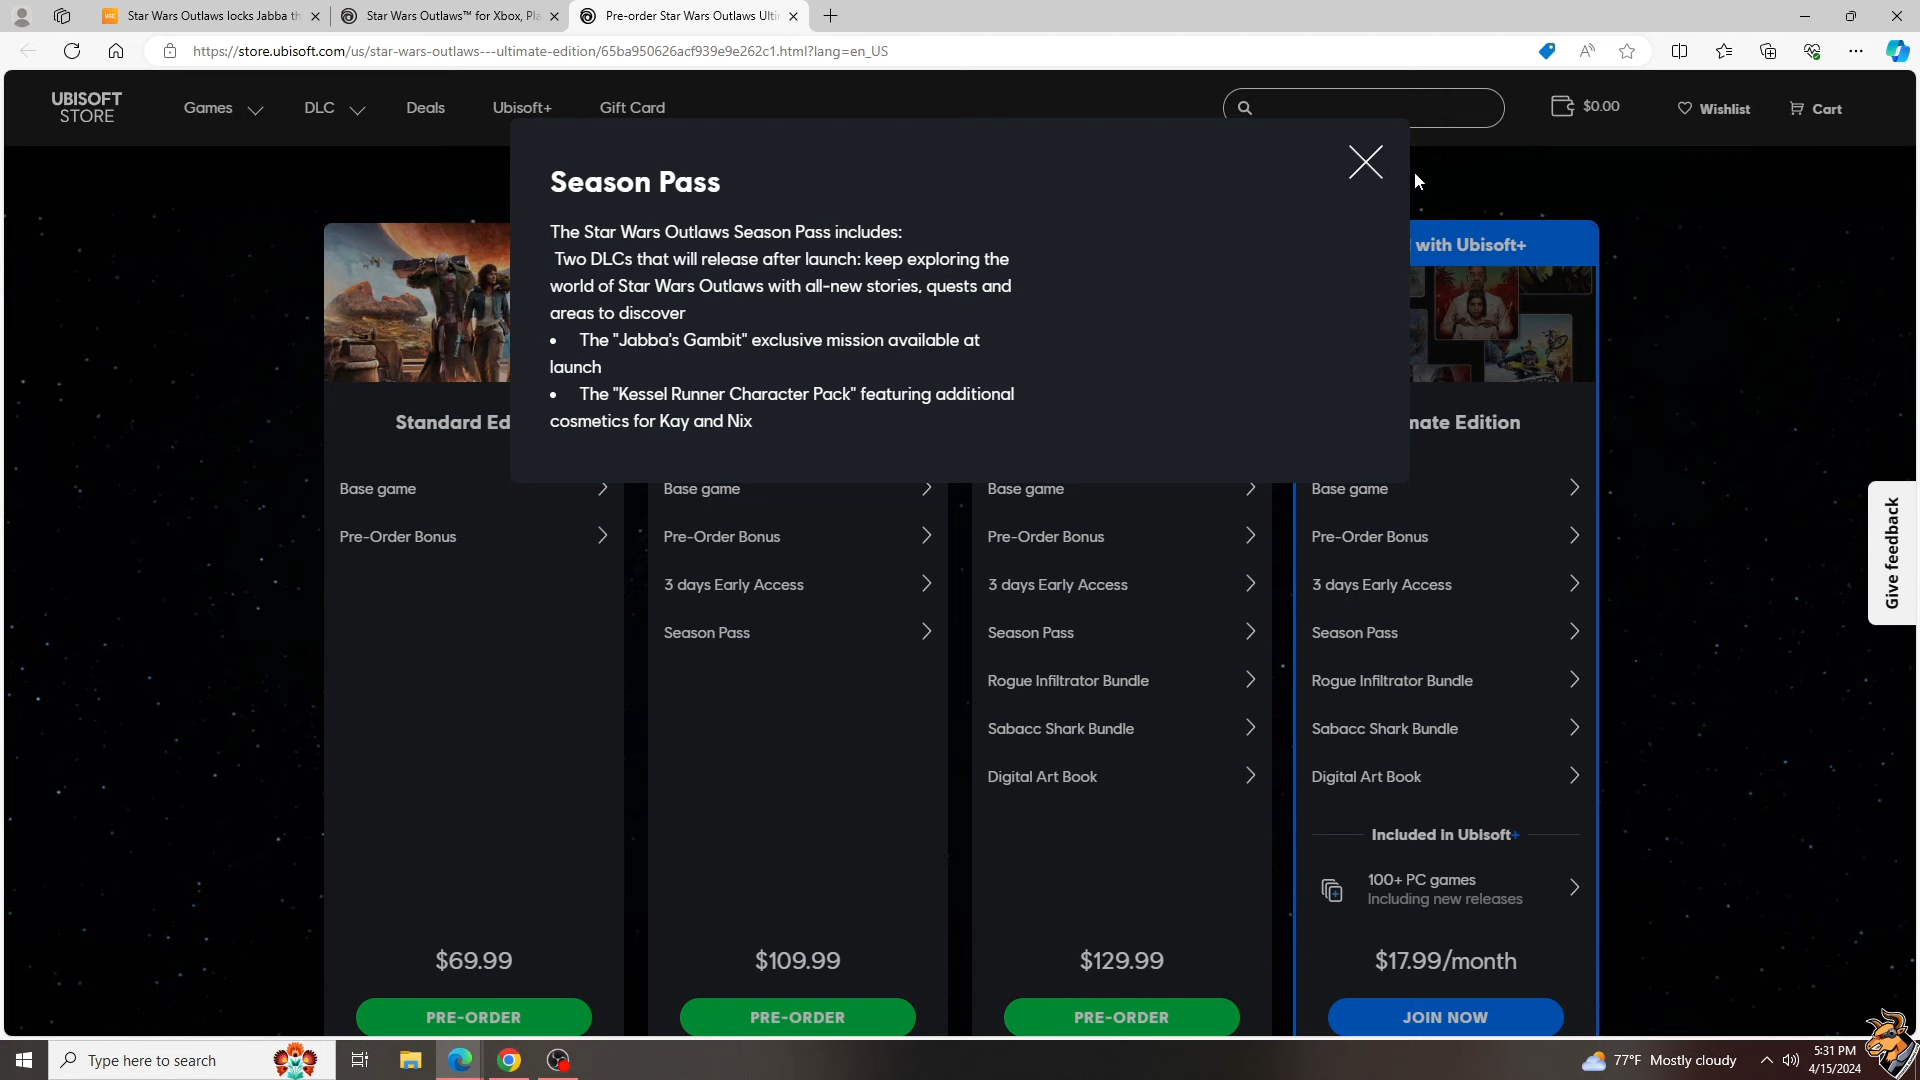 Star Wars Outlaws locks Jabba th
Star Wars Outlaws™ for Xbox, Pla
Pre-order Star Wars Outlaws Ulti
https://store.ubisoft.com/us/star-wars-outlaws---ultimate-edition/65ba950626acf939e9e262c1.html?lang=en_US
UBISOFT
STORE
Games
DLC
Deals
Ubisoft+
Gift Card
$0.00
Wishlist
Cart
Season Pass
The Star Wars Outlaws Season Pass includes:
Two DLCs that will release after launch: keep exploring the
world of Star Wars Outlaws with all-new stories, quests and
areas to discover
• The "Jabba's Gambit" exclusive mission available at
launch
• The "Kessel Runner Character Pack" featuring additional
cosmetics for Kay and Nix
with Ubisoft+
Standard Ed
mate Edition
Base game
Pre-Order Bonus
$69.99
PRE-ORDER
Base game
Pre-Order Bonus
3 days Early Access
Season Pass
$109.99
PRE-ORDER
Base game
Pre-Order Bonus
3 days Early Access
Season Pass
Rogue Infiltrator Bundle
Sabacc Shark Bundle
Digital Art Book
$129.99
PRE-ORDER
Base game
Pre-Order Bonus
3 days Early Access
Season Pass
Rogue Infiltrator Bundle
Sabacc Shark Bundle
Digital Art Book
Included in Ubisoft+
100+ PC games
Including new releases
$17.99/month
JOIN NOW
Give feedback
Type here to search
77°F Mostly cloudy
5:31 PM
4/15/2024